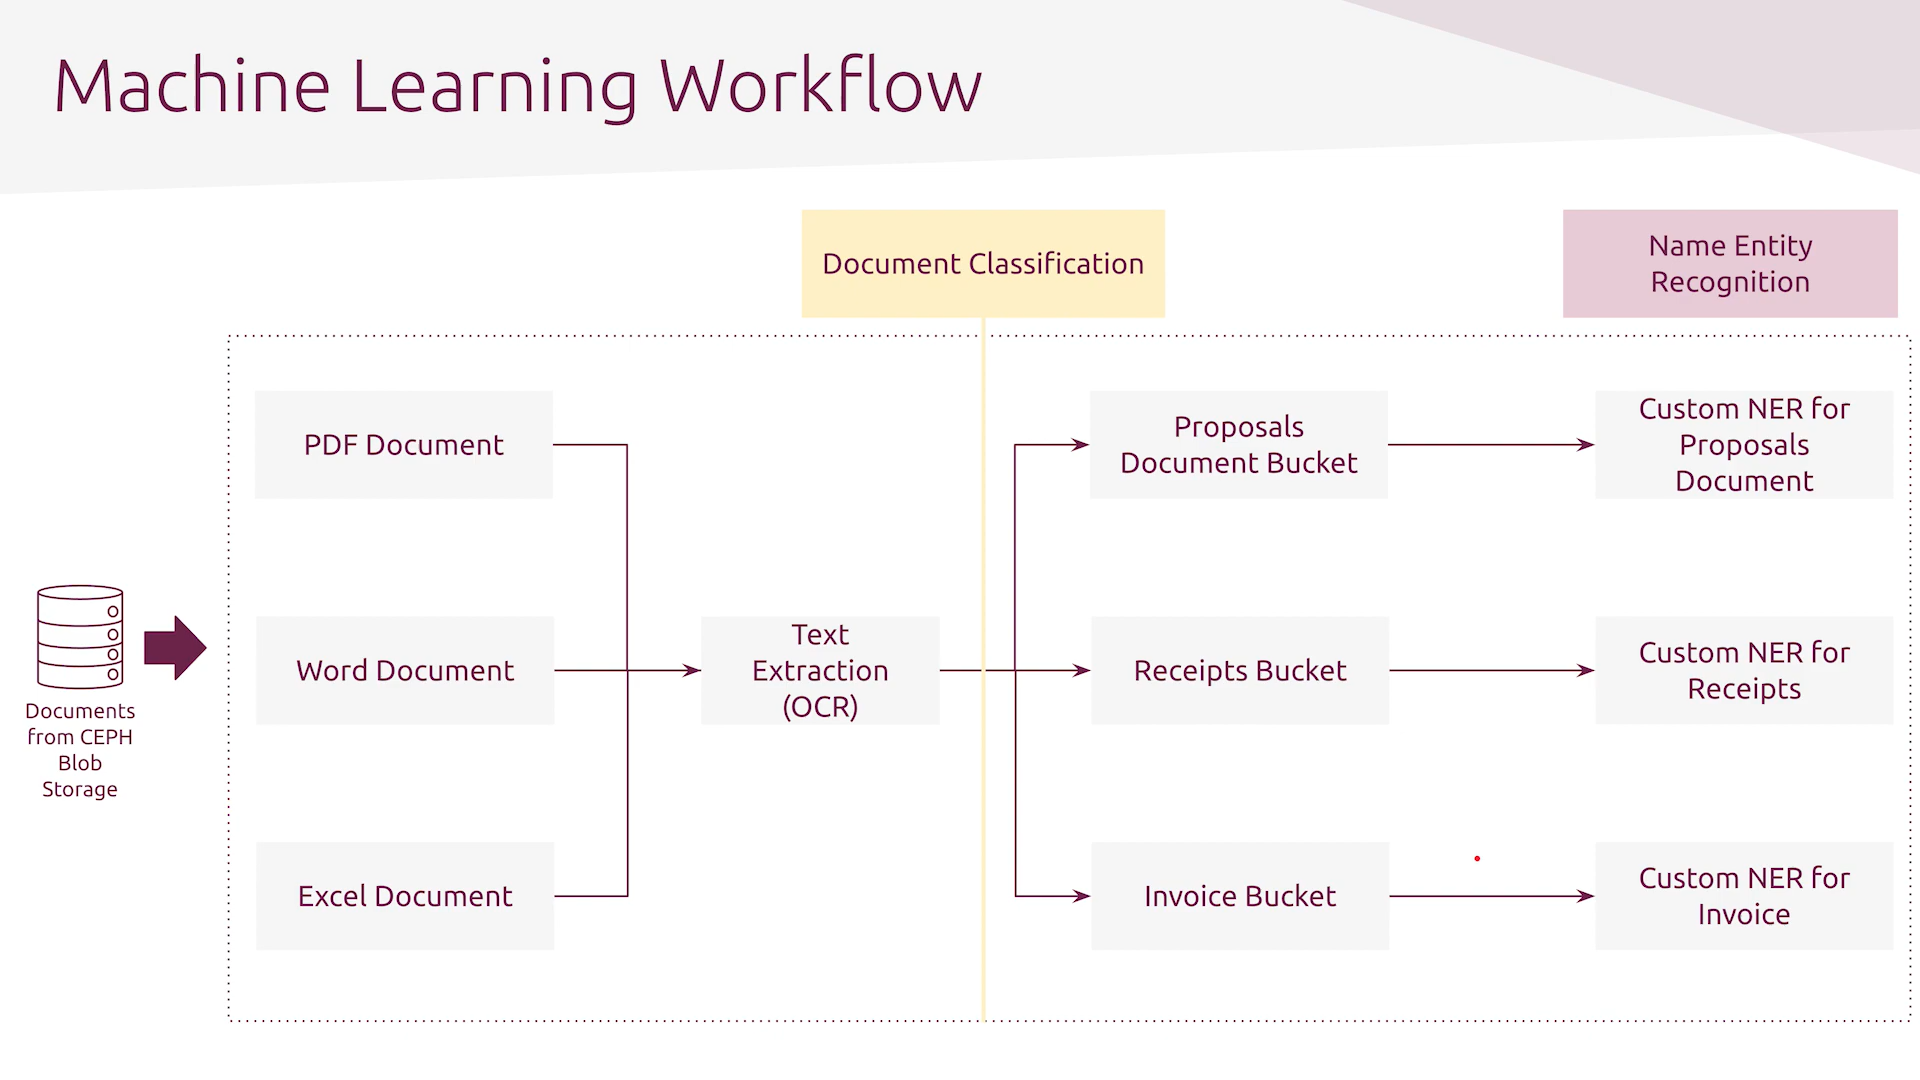 Machine Learning Workflow
Document Classification
Name Entity
Recognition
PDF Document
Proposals
Document Bucket
Custom NER for
Proposals
Document
Documents
from CEPH
Blob
Storage
Word Document
Text
Extraction
(OCR)
Receipts Bucket
Custom NER for
Receipts
Excel Document
Invoice Bucket
Custom NER for
Invoice